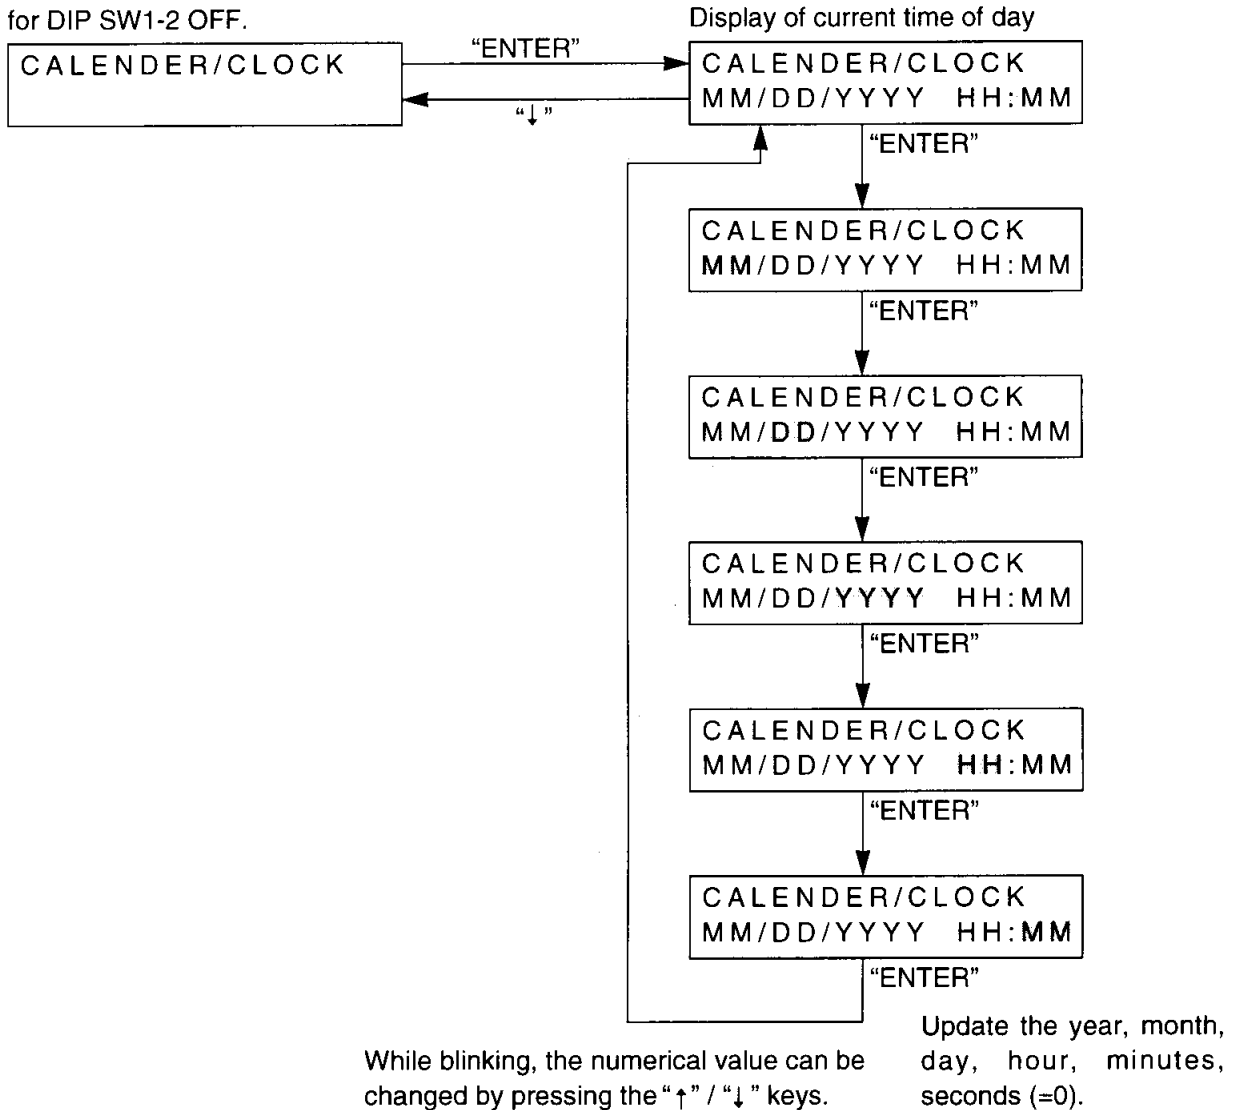 for DIP SW1-2 OFF.
CALENDER/CLOCK
"ENTER"
"↓"
Display of current time of day
CALENDER/CLOCK
MM/DD/YYYY HH:MM
"ENTER"
CALENDER/CLOCK
MM/DD/YYYY HH:MM
"ENTER"
CALENDER/CLOCK
MM/DD/YYYY HH:MM
"ENTER"
CALENDER/CLOCK
MM/DD/YYYY HH:MM
"ENTER"
CALENDER/CLOCK
MM/DD/YYYY HH:MM
"ENTER"
CALENDER/CLOCK
MM/DD/YYYY HH:MM
"ENTER"
While blinking, the numerical value can be
changed by pressing the "↑" / "↓" keys.
Update the year, month,
day, hour, minutes,
seconds (=0).